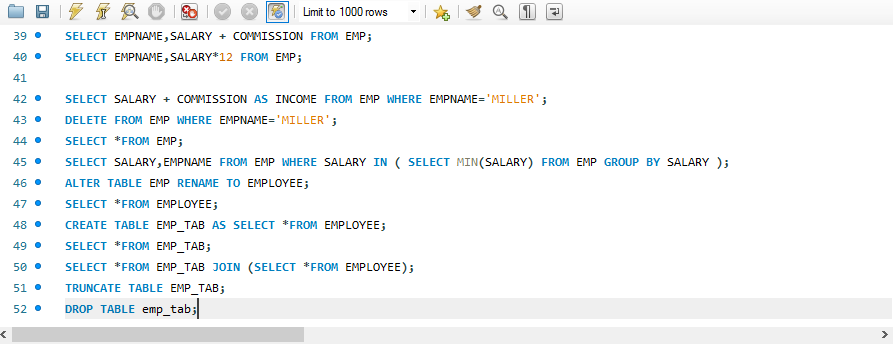 Limit to 1000 rows
39 SELECT EMPNAME,SALARY + COMMISSION FROM EMP;
40 SELECT EMPNAME,SALARY*12 FROM EMP;
41
42 SELECT SALARY + COMMISSION AS INCOME FROM EMP WHERE EMPNAME='MILLER';
43 DELETE FROM EMP WHERE EMPNAME='MILLER';
44 SELECT *FROM EMP;
45 SELECT SALARY,EMPNAME FROM EMP WHERE SALARY IN ( SELECT MIN(SALARY) FROM EMP GROUP BY SALARY );
46 ALTER TABLE EMP RENAME TO EMPLOYEE;
47 SELECT *FROM EMPLOYEE;
48 CREATE TABLE EMP_TAB AS SELECT *FROM EMPLOYEE;
49 SELECT *FROM EMP_TAB;
50 SELECT *FROM EMP_TAB JOIN (SELECT *FROM EMPLOYEE);
51 TRUNCATE TABLE EMP_TAB;
52 DROP TABLE emp_tab;